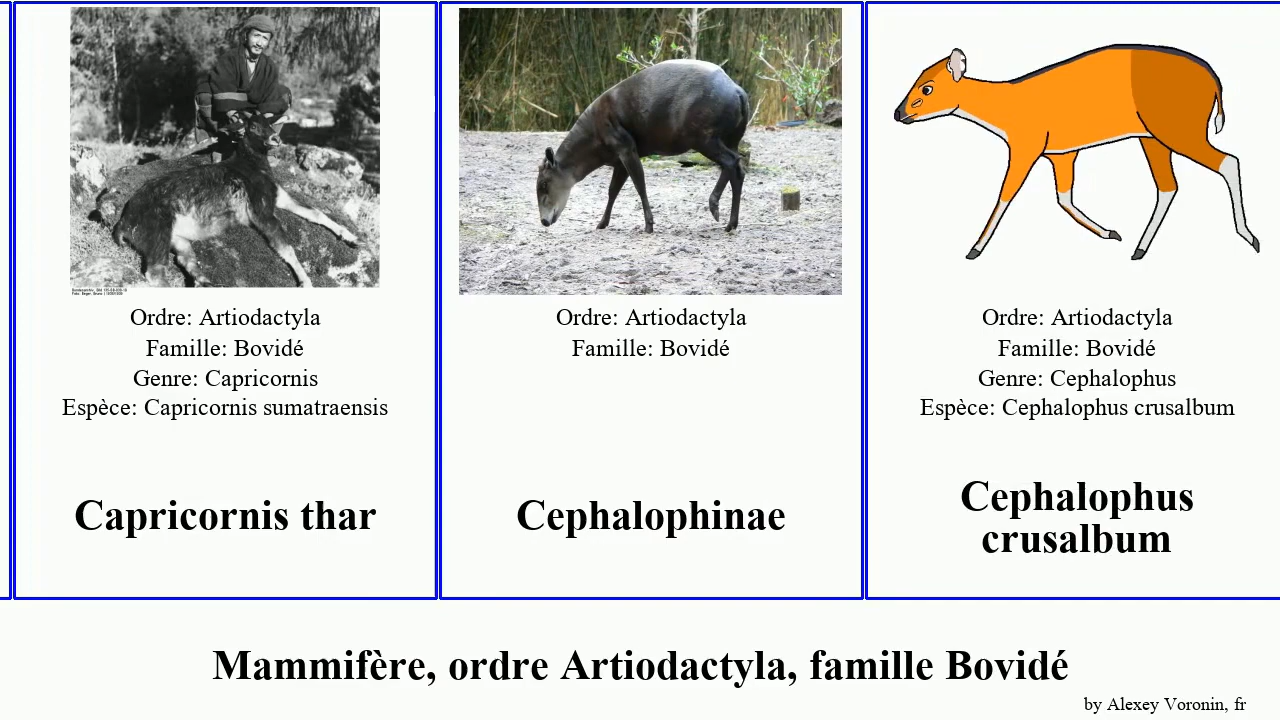 Ordre: Artiodactyla
Famille: Bovidé
Genre: Capricornis
Espèce: Capricornis sumatraensis
Capricornis thar
Ordre: Artiodactyla
Famille: Bovidé
Cephalophinae
Ordre: Artiodactyla
Famille: Bovidé
Genre: Cephalophus
Espèce: Cephalophus crusalbum
Cephalophus
crusalbum
Mammifère, ordre Artiodactyla, famille Bovidé
by Alexey Voronin, fr